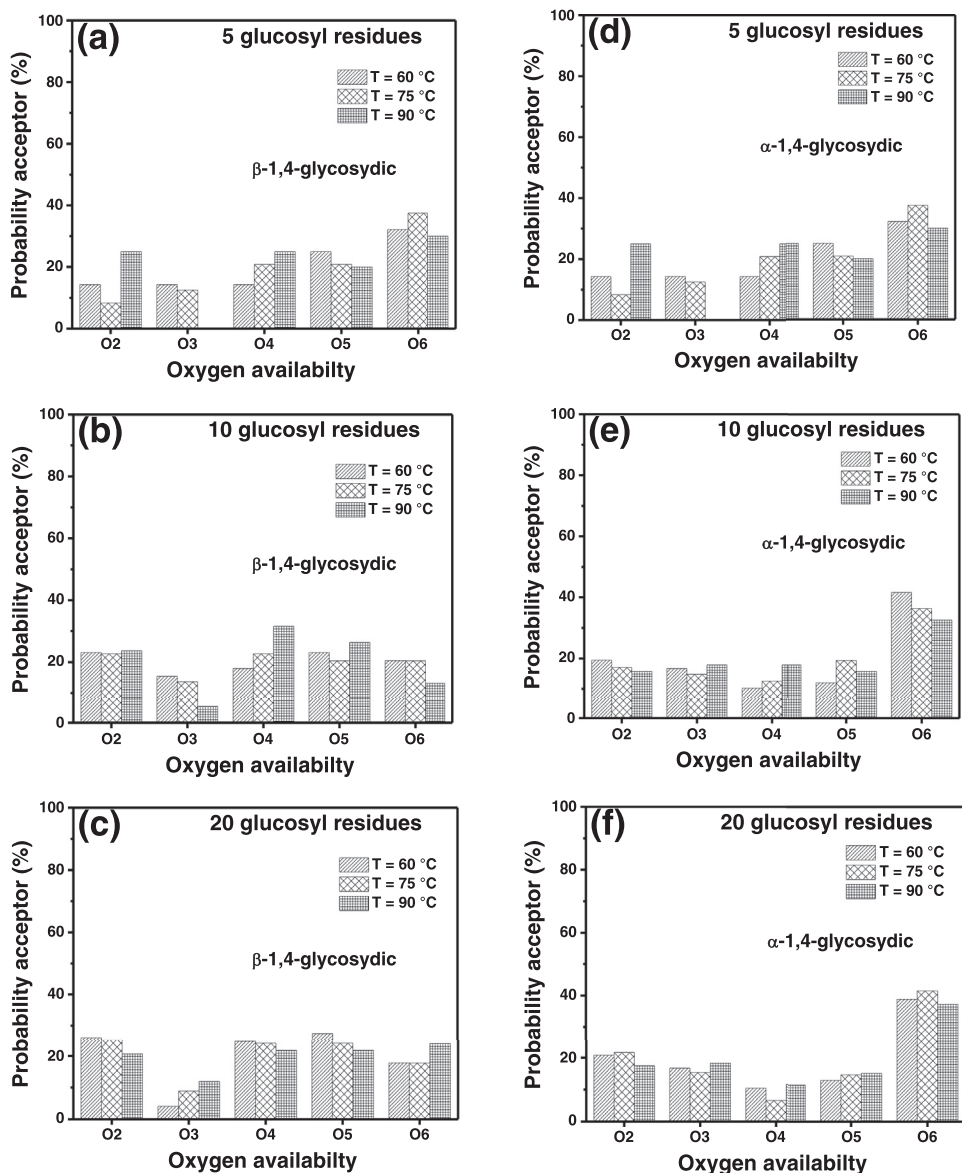 (a)
5 glucosyl residues
T = 60 °C
T = 75 °C
T = 90 °C
β-1,4-glycosydic
Probability acceptor (%)
100
80
60
40
20
0
O2 O3 O4 O5 O6
Oxygen availabilty
(d)
5 glucosyl residues
T = 60 °C
T = 75 °C
T = 90 °C
α-1,4-glycosydic
Probability acceptor (%)
100
80
60
40
20
0
O2 O3 O4 O5 O6
Oxygen availabilty
(b)
10 glucosyl residues
T = 60 °C
T = 75 °C
T = 90 °C
β-1,4-glycosydic
Probability acceptor (%)
100
80
60
40
20
0
O2 O3 O4 O5 O6
Oxygen availabilty
(e)
10 glucosyl residues
T = 60 °C
T = 75 °C
T = 90 °C
α-1,4-glycosydic
Probability acceptor (%)
100
80
60
40
20
0
O2 O3 O4 O5 O6
Oxygen availabilty
(c)
20 glucosyl residues
T = 60 °C
T = 75 °C
T = 90 °C
β-1,4-glycosydic
Probability acceptor (%)
100
80
60
40
20
0
O2 O3 O4 O5 O6
Oxygen availabilty
(f)
20 glucosyl residues
T = 60 °C
T = 75 °C
T = 90 °C
α-1,4-glycosydic
Probability acceptor (%)
100
80
60
40
20
0
O2 O3 O4 O5 O6
Oxygen availabilty